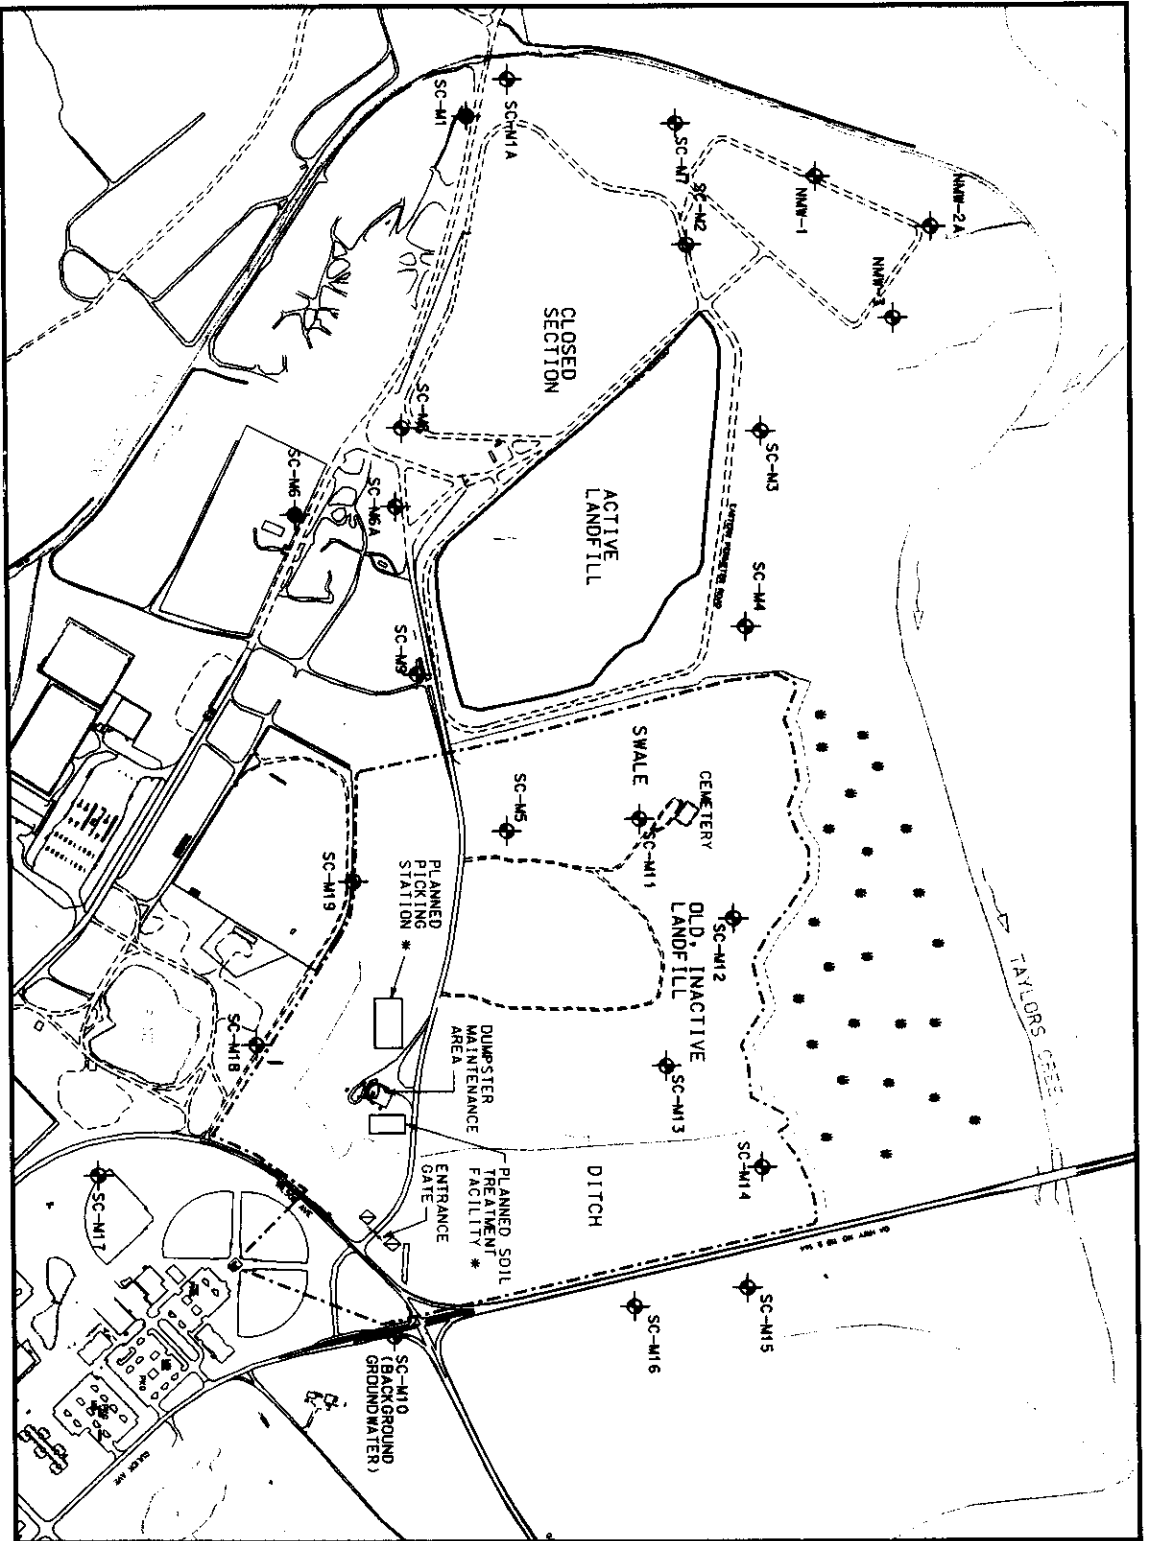 SC-M1
SC-M1A
SC-M7
SC-M2
NMW-1
NMW-2A
NMW-3
CLOSED
SECTION
SC-M3
SC-M6
SC-M6A
ACTIVE
LANDFILL
SC-M4
SC-M9
SWALE
CEMETERY
SC-M5
SC-M11
SC-M12
OLD, INACTIVE
LANDFILL
SC-M19
PLANNED
PICKING
STATION *
TAYLORS
SC-M18
DUMPSTER
MAINTENANCE
AREA
SC-M13
SC-M14
DITCH
PLANNED SOIL
TREATMENT
FACILITY *
ENTRANCE
GATE
SC-M17
SC-M15
SC-M16
SC-M10
(BACKGROUND
GROUNDWATER)